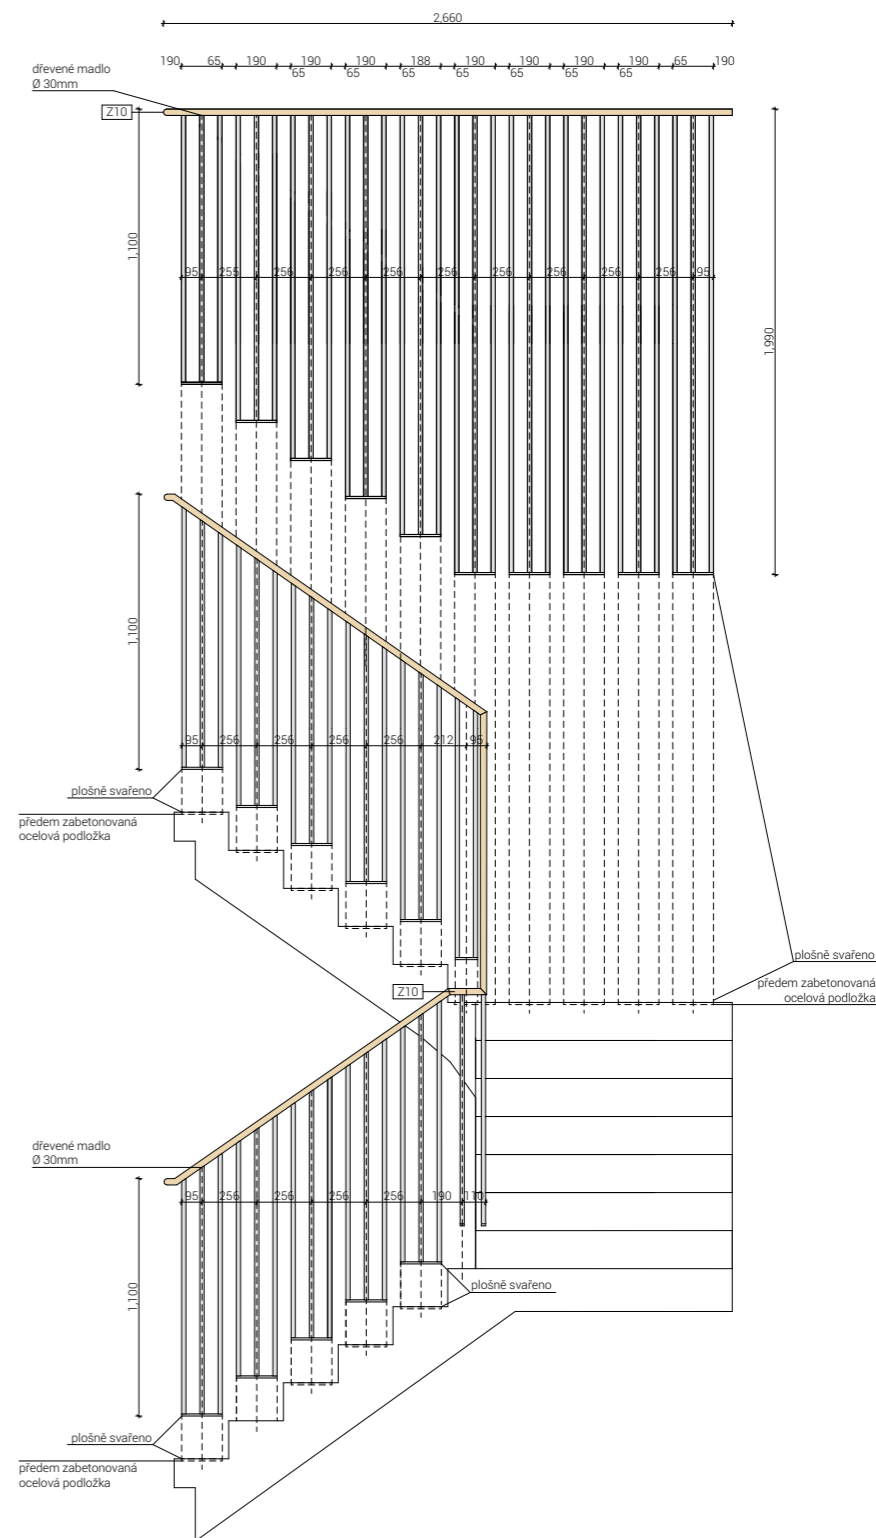 2,660
190 65 190 190 190 188 190 190 190 190 65 190
65 65 65 65 65 65 65
dřevené madlo
Ø 30mm
Z10
1,100
95 255 256 256 256 256 256 256 256 256 95
1,990
1,100
95 256 256 256 256 212 95
plošně svařeno
předem zabetonovaná
ocelová podložka
plošně svařeno
předem zabetonovaná
ocelová podložka
Z10
dřevené madlo
Ø 30mm
95 256 256 256 256 190 110
1,100
plošně svařeno
plošně svařeno
předem zabetonovaná
ocelová podložka